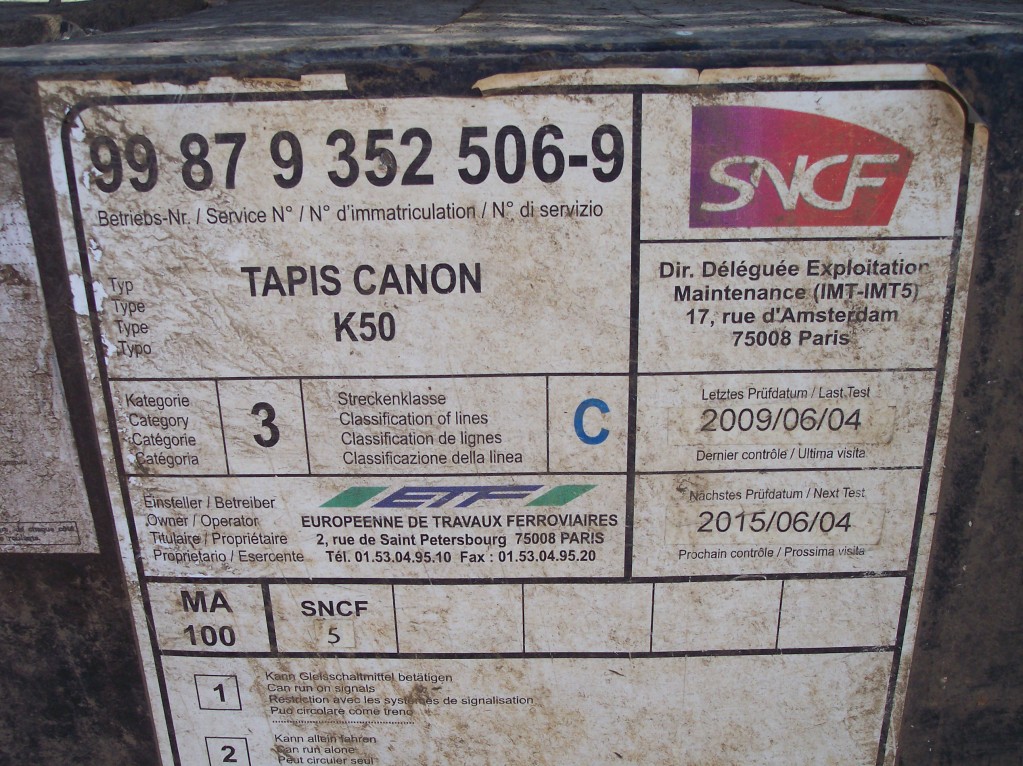 99 87 9 352 506-9
Betriebs-Nr. / Service N° / N° d'immatriculation / N° di servizio
Typ
Type
Type
Typo
TAPIS CANON
K50
SNCF
Dir. Déléguée Exploitation
Maintenance (IMT-IMT5)
17, rue d'Amsterdam
75008 Paris
Kategorie
Category
Catégorie
Catégoria
3
Streckenklasse
Classification of lines
Classification de lignes
Classificazione della linea
C
Letztes Prüfdatum / Last Test
2009/06/04
Dernier contrôle / Ultima visita
Einsteller / Betreiber
Owner / Operator
Titulaire / Propriétaire
Proprietario / Esercente
ETF
EUROPEENNE DE TRAVAUX FERROVIAIRES
2, rue de Saint Petersbourg 75008 PARIS
Tél. 01.53.04.95.10 Fax : 01.53.04.95.20
Nächstes Prüfdatum / Next Test
2015/06/04
Prochain contrôle / Prossima visita
MA
100
SNCF
5
1
Kann Gleisschaltmittel betätigen
Can run on signals
Restriction avec les systèmes de signalisation
Può circolare come treno
2
Kann allein fahren
Can run alone
Peut circuler seul